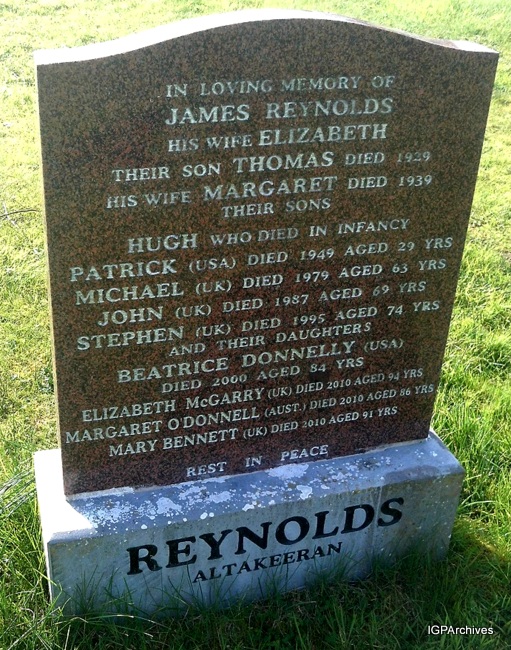 IN LOVING MEMORY OF
JAMES REYNOLDS
HIS WIFE ELIZABETH
THEIR SON THOMAS DIED 1929
HIS WIFE MARGARET DIED 1939
THEIR SONS
HUGH WHO DIED IN INFANCY
PATRICK (USA) DIED 1949 AGED 29 YRS
MICHAEL (UK) DIED 1979 AGED 63 YRS
JOHN (UK) DIED 1987 AGED 69 YRS
STEPHEN (UK) DIED 1995 AGED 74 YRS
AND THEIR DAUGHTERS
BEATRICE DONNELLY (USA)
DIED 2000 AGED 84 YRS
ELIZABETH McGARRY (UK) DIED 2010 AGED 94 YRS
MARGARET O'DONNELL (AUST.) DIED 2010 AGED 86 YRS
MARY BENNETT (UK) DIED 2010 AGED 91 YRS
REST IN PEACE
REYNOLDS
ALTAKEERAN
IGPArchives